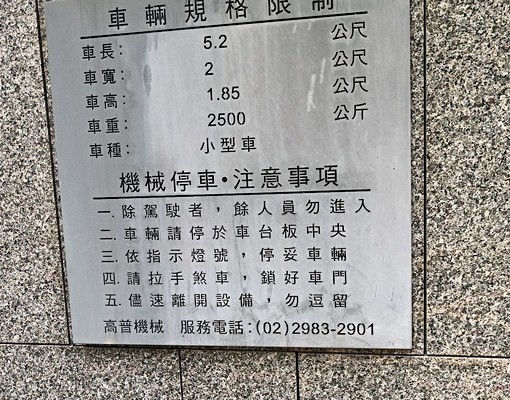 車輛規格限制
車長： 5.2 公尺
車寬： 2 公尺
車高： 1.85 公尺
車重： 2500 公斤
車種： 小型車
機械停車・注意事項
一.除駕駛者，餘人員勿進入
二.車輛請停於車台板中央
三.依指示燈號，停妥車輛
四.請拉手煞車，鎖好車門
五.儘速離開設備，勿逗留
高普機械 服務電話：(02)2983-2901